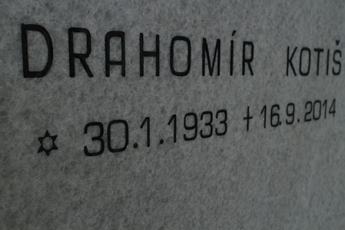 DRAHOMÍR KOTIŠ
✡ 30.1.1933 † 16.9.2014